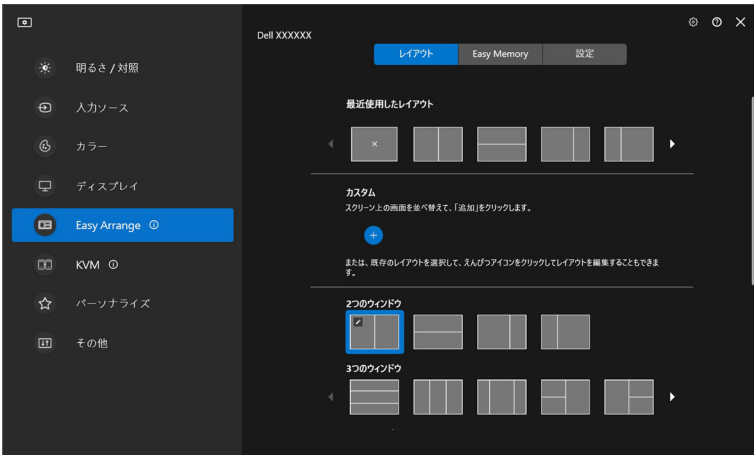 Dell XXXXXX
レイアウト
Easy Memory
設定
明るさ / 対照
入力ソース
カラー
ディスプレイ
Easy Arrange
KVM
パーソナライズ
その他
最近使用したレイアウト
カスタム
スクリーン上の画面を並べ替えて、「追加」をクリックします。
または、既存のレイアウトを選択して、えんぴつアイコンをクリックしてレイアウトを編集することもできま
す。
2つのウィンドウ
3つのウィンドウ